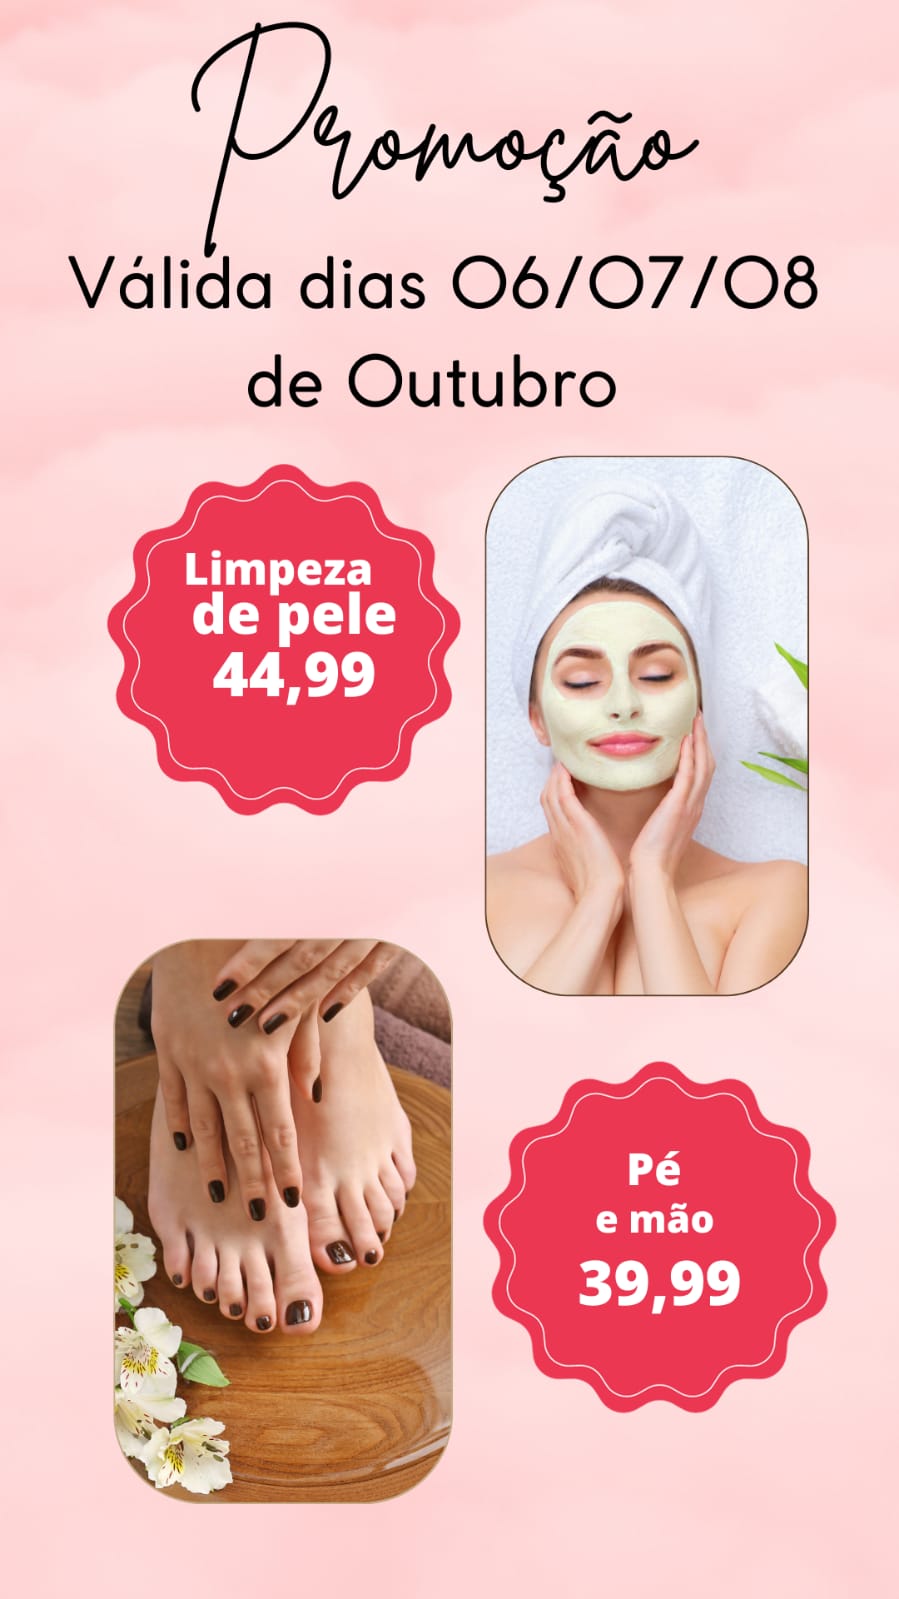 Promoção
Válida dias 06/07/08
de Outubro
Limpeza
de pele
44,99
Pé
e mão
39,99